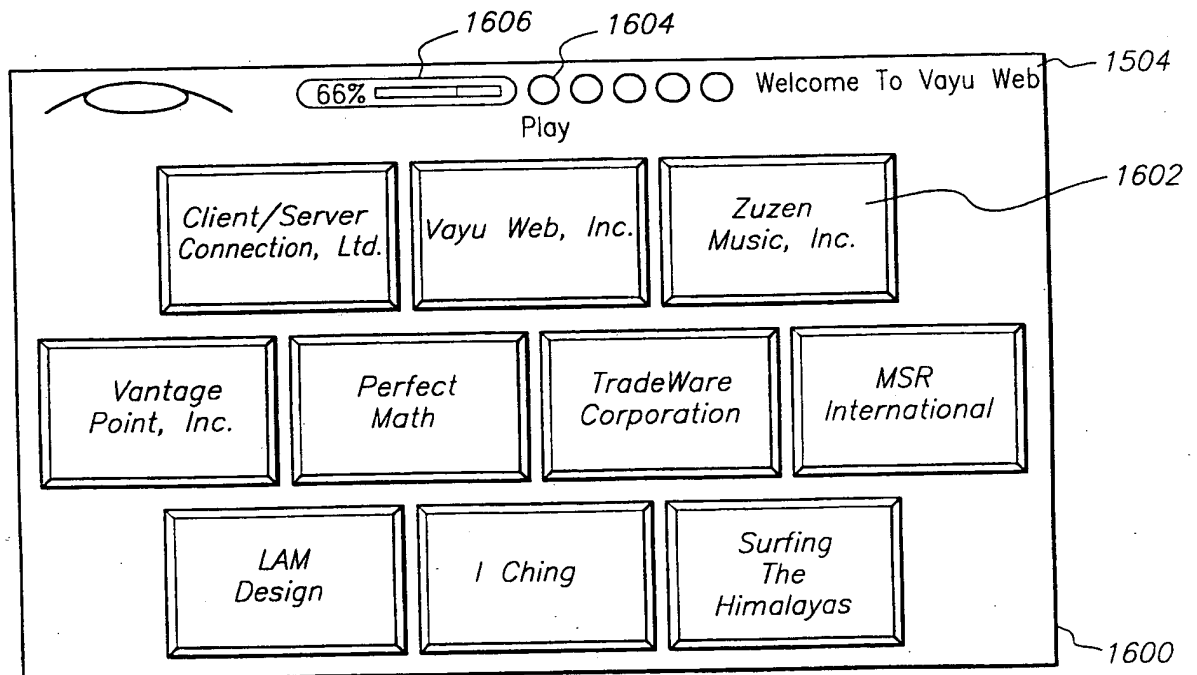 1606
1604
66%
Welcome To Vayu Web
1504
Play
1602
Client/Server
Connection, Ltd.
Vayu Web, Inc.
Zuzen
Music, Inc.
Vantage
Point, Inc.
Perfect
Math
TradeWare
Corporation
MSR
International
LAM
Design
I Ching
Surfing
The
Himalayas
1600